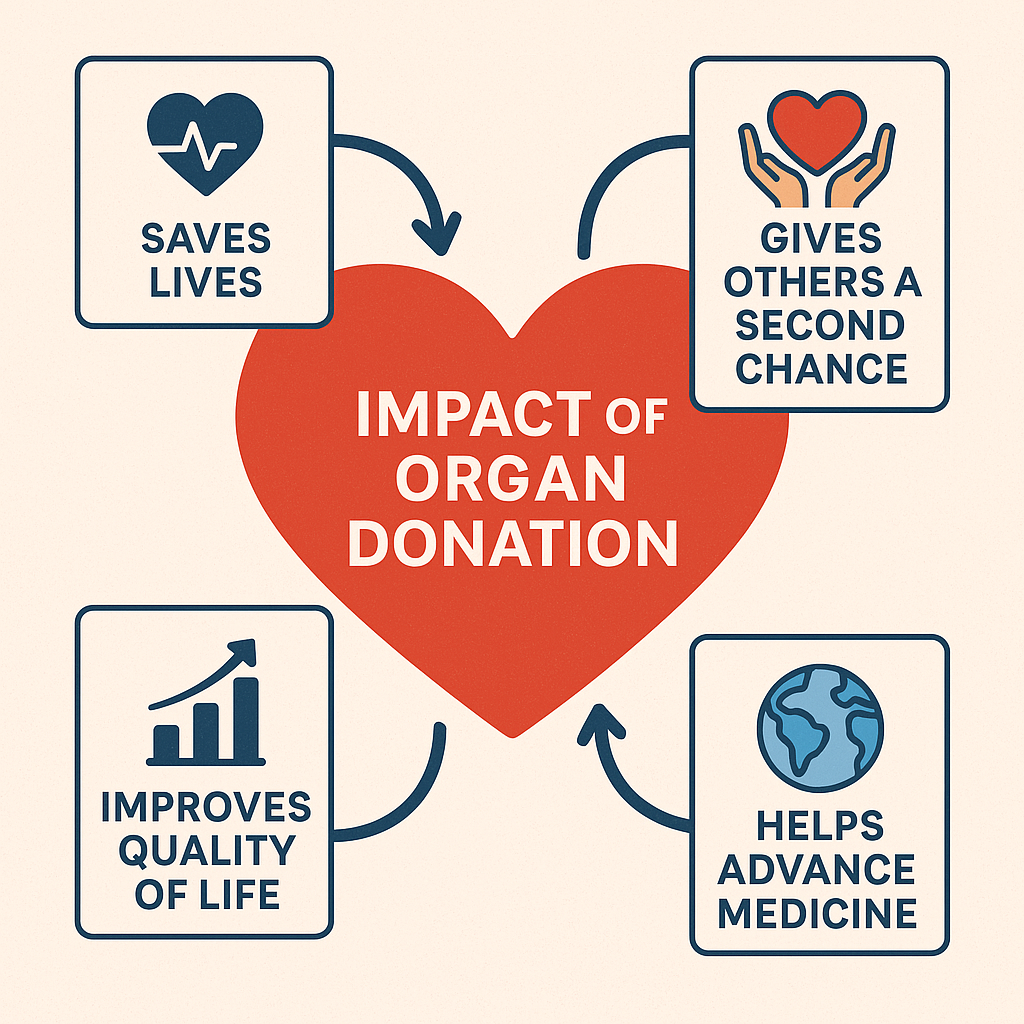 SAVES
LIVES
GIVES
OTHERS A
SECOND
CHANCE
IMPACT OF
ORGAN
DONATION
IMPROVES
QUALITY
OF LIFE
HELPS
ADVANCE
MEDICINE